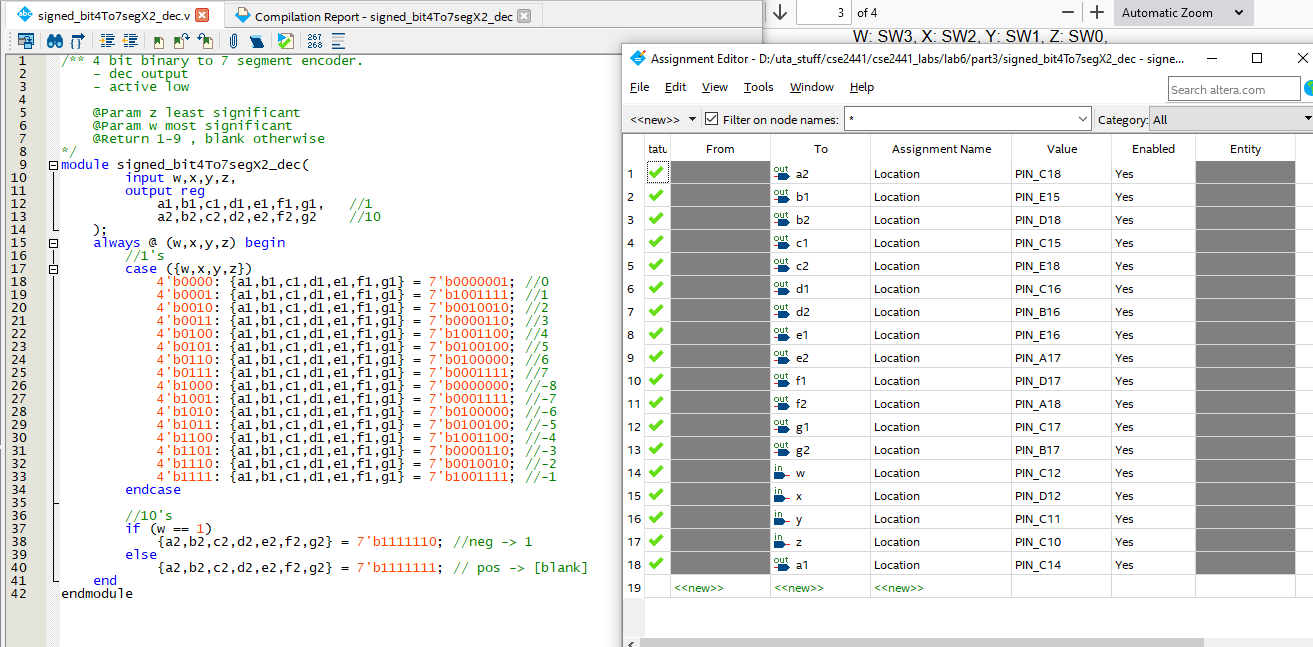 signed_bit4To7segX2_dec.v
Compilation Report - signed_bit4To7segX2_dec
3 of 4
Automatic Zoom
W: SW3, X: SW2, Y: SW1, Z: SW0,
267
268
1 /** 4 bit binary to 7 segment encoder.
2 - dec output
3 - active low
4
5 @Param z least significant
6 @Param w most significant
7 @Return 1-9 , blank otherwise
8 */
9 module signed_bit4To7segX2_dec(
10 input w,x,y,z,
11 output reg
12 a1,b1,c1,d1,e1,f1,g1, //1
13 a2,b2,c2,d2,e2,f2,g2 //10
14 );
15 always @ (w,x,y,z) begin
16 //1's
17 case ({w,x,y,z})
18 4'b0000: {a1,b1,c1,d1,e1,f1,g1} = 7'b0000001; //0
19 4'b0001: {a1,b1,c1,d1,e1,f1,g1} = 7'b1001111; //1
20 4'b0010: {a1,b1,c1,d1,e1,f1,g1} = 7'b0010010; //2
21 4'b0011: {a1,b1,c1,d1,e1,f1,g1} = 7'b0000110; //3
22 4'b0100: {a1,b1,c1,d1,e1,f1,g1} = 7'b1001100; //4
23 4'b0101: {a1,b1,c1,d1,e1,f1,g1} = 7'b0100100; //5
24 4'b0110: {a1,b1,c1,d1,e1,f1,g1} = 7'b0100000; //6
25 4'b0111: {a1,b1,c1,d1,e1,f1,g1} = 7'b0001111; //7
26 4'b1000: {a1,b1,c1,d1,e1,f1,g1} = 7'b0000000; //-8
27 4'b1001: {a1,b1,c1,d1,e1,f1,g1} = 7'b0001111; //-7
28 4'b1010: {a1,b1,c1,d1,e1,f1,g1} = 7'b0100000; //-6
29 4'b1011: {a1,b1,c1,d1,e1,f1,g1} = 7'b0100100; //-5
30 4'b1100: {a1,b1,c1,d1,e1,f1,g1} = 7'b1001100; //-4
31 4'b1101: {a1,b1,c1,d1,e1,f1,g1} = 7'b0000110; //-3
32 4'b1110: {a1,b1,c1,d1,e1,f1,g1} = 7'b0010010; //-2
33 4'b1111: {a1,b1,c1,d1,e1,f1,g1} = 7'b1001111; //-1
34 endcase
35
36 //10's
37 if (w == 1)
38 {a2,b2,c2,d2,e2,f2,g2} = 7'b1111110; //neg -> 1
39 else
40 {a2,b2,c2,d2,e2,f2,g2} = 7'b1111111; // pos -> [blank]
41 end
42 endmodule
Assignment Editor - D:/uta_stuff/cse2441/cse2441_labs/lab6/part3/signed_bit4To7segX2_dec - signe...
File Edit View Tools Window Help
Search altera.com
<<new>> Filter on node names: * Category: All
tatu From To Assignment Name Value Enabled Entity
1 out a2 Location PIN_C18 Yes
2 out b1 Location PIN_E15 Yes
3 out b2 Location PIN_D18 Yes
4 out c1 Location PIN_C15 Yes
5 out c2 Location PIN_E18 Yes
6 out d1 Location PIN_C16 Yes
7 out d2 Location PIN_B16 Yes
8 out e1 Location PIN_E16 Yes
9 out e2 Location PIN_A17 Yes
10 out f1 Location PIN_D17 Yes
11 out f2 Location PIN_A18 Yes
12 out g1 Location PIN_C17 Yes
13 out g2 Location PIN_B17 Yes
14 in w Location PIN_C12 Yes
15 in x Location PIN_D12 Yes
16 in y Location PIN_C11 Yes
17 in z Location PIN_C10 Yes
18 out a1 Location PIN_C14 Yes
19 <<new>> <<new>> <<new>>